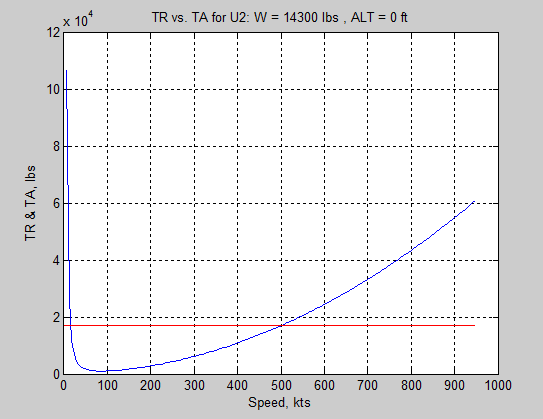 TR vs. TA for U2: W = 14300 lbs , ALT = 0 ft
x 10^4
12
10
8
6
4
2
0
TR & TA, lbs
0 100 200 300 400 500 600 700 800 900 1000
Speed, kts